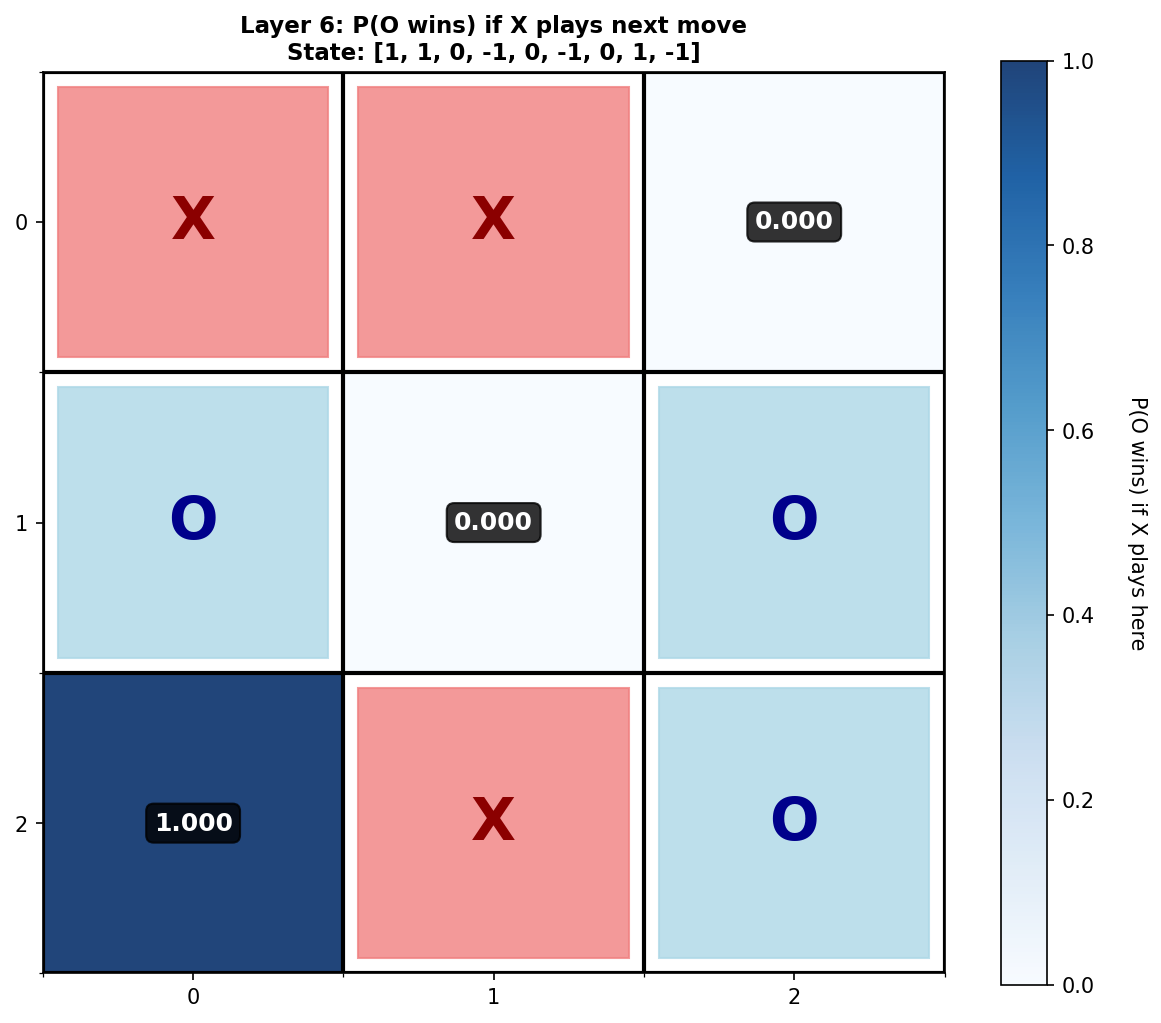 Layer 6: P(O wins) if X plays next move
State: [1, 1, 0, -1, 0, -1, 0, 1, -1]
0
X
X
0.000
1
O
0.000
O
2
1.000
X
O
0
1
2
1.0
0.8
0.6
0.4
0.2
0.0
P(O wins) if X plays here